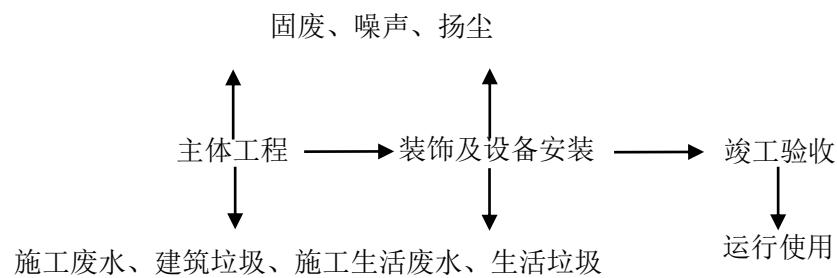 固废、噪声、扬尘
主体工程
装饰及设备安装
竣工验收
施工废水、建筑垃圾、施工生活废水、生活垃圾
运行使用